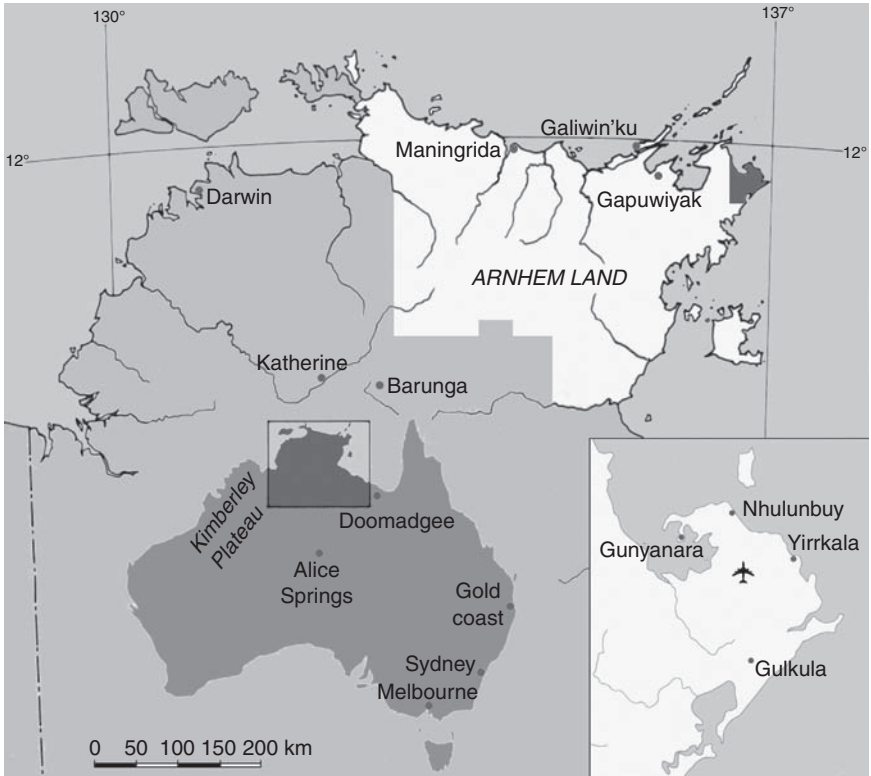 130°
137°
12°
12°
Galiwin'ku
Maningrida
Darwin
Gapuwiyak
ARNHEM LAND
Katherine
Barunga
Kimberley
Plateau
Doomadgee
Alice
Springs
Gold
coast
Sydney
Melbourne
0 50 100 150 200 km
Nhulunbuy
Gunyanara
Yirrkala
Gulkula